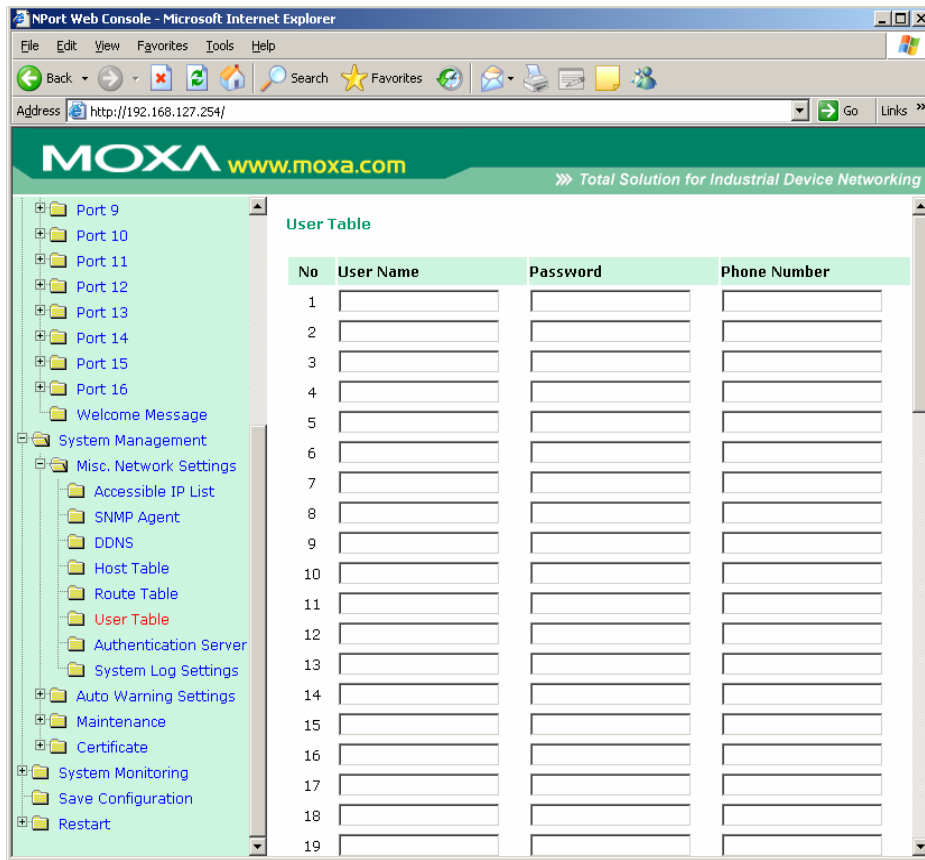 NPort Web Console - Microsoft Internet Explorer
File Edit View Favorites Tools Help
Back Search Favorites
Address http://192.168.127.254/ Go Links »
MOXA www.moxa.com
Total Solution for Industrial Device Networking
Port 9
Port 10
Port 11
Port 12
Port 13
Port 14
Port 15
Port 16
Welcome Message
System Management
Misc. Network Settings
Accessible IP List
SNMP Agent
DDNS
Host Table
Route Table
User Table
Authentication Server
System Log Settings
Auto Warning Settings
Maintenance
Certificate
System Monitoring
Save Configuration
Restart
User Table
No User Name Password Phone Number
1
2
3
4
5
6
7
8
9
10
11
12
13
14
15
16
17
18
19